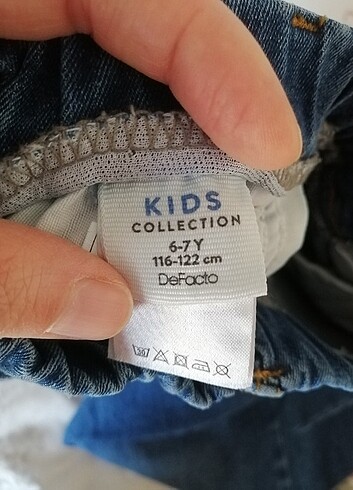 KIDS
COLLECTION
6-7 Y
116-122 cm
DeFacto